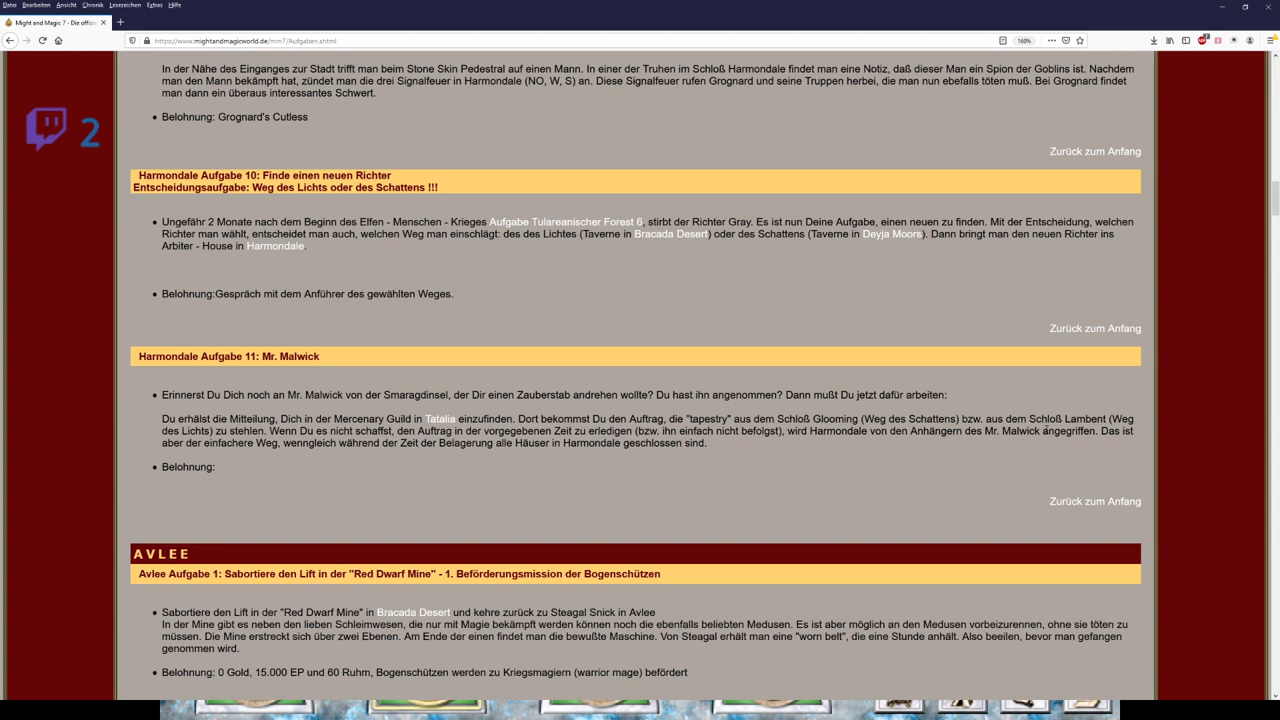 Datei Bearbeiten Ansicht Chronik Lesezeichen Extras Hilfe
Might and Magic 7 - Die offizie
https://www.mightandmagicworld.de/mm7/Aufgaben.shtml
160%
2
In der Nähe des Einganges zur Stadt trifft man beim Stone Skin Pedestral auf einen Mann. In einer der Truhen im Schloß Harmondale findet man eine Notiz, daß dieser Man ein Spion der Goblins ist. Nachdem
man den Mann bekämpft hat, zündet man die drei Signalfeuer in Harmondale (NO, W, S) an. Diese Signalfeuer rufen Grognard und seine Truppen herbei, die man nun ebefalls töten muß. Bei Grognard findet
man dann ein überaus interessantes Schwert.
• Belohnung: Grognard's Cutless
Zurück zum Anfang
Harmondale Aufgabe 10: Finde einen neuen Richter
Entscheidungsaufgabe: Weg des Lichts oder des Schattens !!!
• Ungefähr 2 Monate nach dem Beginn des Elfen - Menschen - Krieges Aufgabe Tulareanischer Forest 6, stirbt der Richter Gray. Es ist nun Deine Aufgabe, einen neuen zu finden. Mit der Entscheidung, welchen
Richter man wählt, entscheidet man auch, welchen Weg man einschlägt: des des Lichtes (Taverne in Bracada Desert) oder des Schattens (Taverne in Deyja Moors). Dann bringt man den neuen Richter ins
Arbiter - House in Harmondale.
• Belohnung:Gespräch mit dem Anführer des gewählten Weges.
Zurück zum Anfang
Harmondale Aufgabe 11: Mr. Malwick
• Erinnerst Du Dich noch an Mr. Malwick von der Smaragdinsel, der Dir einen Zauberstab andrehen wollte? Du hast ihn angenommen? Dann mußt Du jetzt dafür arbeiten:
Du erhälst die Mitteilung, Dich in der Mercenary Guild in Tatalia einzufinden. Dort bekommst Du den Auftrag, die "tapestry" aus dem Schloß Glooming (Weg des Schattens) bzw. aus dem Schloß Lambent (Weg
des Lichts) zu stehlen. Wenn Du es nicht schaffst, den Auftrag in der vorgegebenen Zeit zu erledigen (bzw. ihn einfach nicht befolgst), wird Harmondale von den Anhängern des Mr. Malwick angegriffen. Das ist
aber der einfachere Weg, wenngleich während der Zeit der Belagerung alle Häuser in Harmondale geschlossen sind.
• Belohnung:
Zurück zum Anfang
AVLEE
Avlee Aufgabe 1: Sabortiere den Lift in der "Red Dwarf Mine" - 1. Beförderungsmission der Bogenschützen
• Sabortiere den Lift in der "Red Dwarf Mine" in Bracada Desert und kehre zurück zu Steagal Snick in Avlee
In der Mine gibt es neben den lieben Schleimwesen, die nur mit Magie bekämpft werden können noch die ebenfalls beliebten Medusen. Es ist aber möglich an den Medusen vorbeizurennen, ohne sie töten zu
müssen. Die Mine erstreckt sich über zwei Ebenen. Am Ende der einen findet man die bewußte Maschine. Von Steagal erhält man eine "worn belt", die eine Stunde anhält. Also beeilen, bevor man gefangen
genommen wird.
• Belohnung: 0 Gold, 15.000 EP und 60 Ruhm, Bogenschützen werden zu Kriegsmagiern (warrior mage) befördert